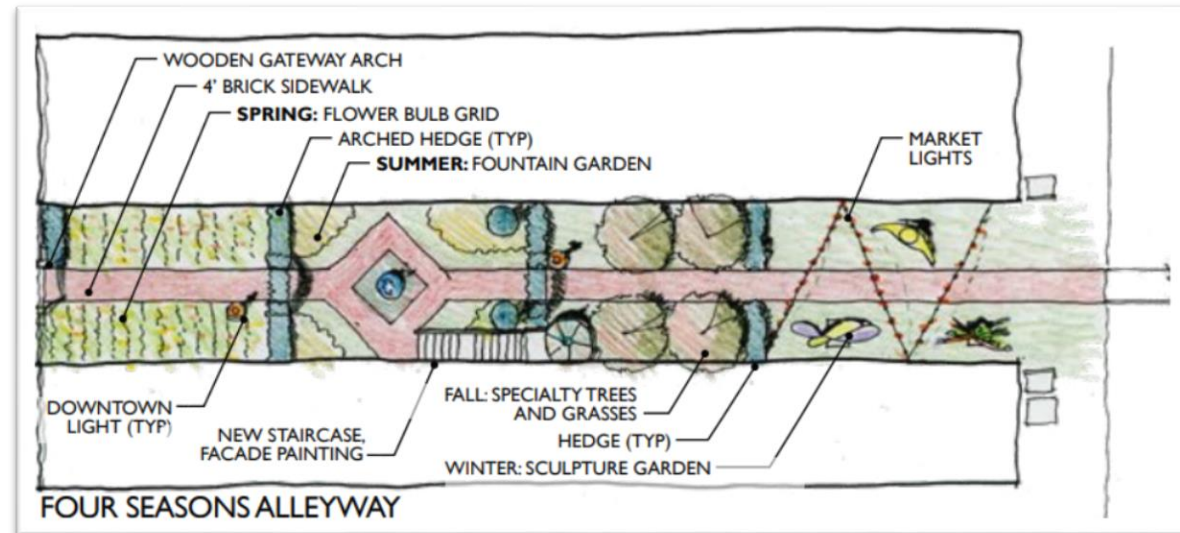 WOODEN GATEWAY ARCH
4' BRICK SIDEWALK
SPRING: FLOWER BULB GRID
ARCHED HEDGE (TYP)
SUMMER: FOUNTAIN GARDEN
MARKET
LIGHTS
DOWNTOWN
LIGHT (TYP)
NEW STAIRCASE,
FACADE PAINTING
FALL: SPECIALTY TREES
AND GRASSES
HEDGE (TYP)
WINTER: SCULPTURE GARDEN
FOUR SEASONS ALLEYWAY